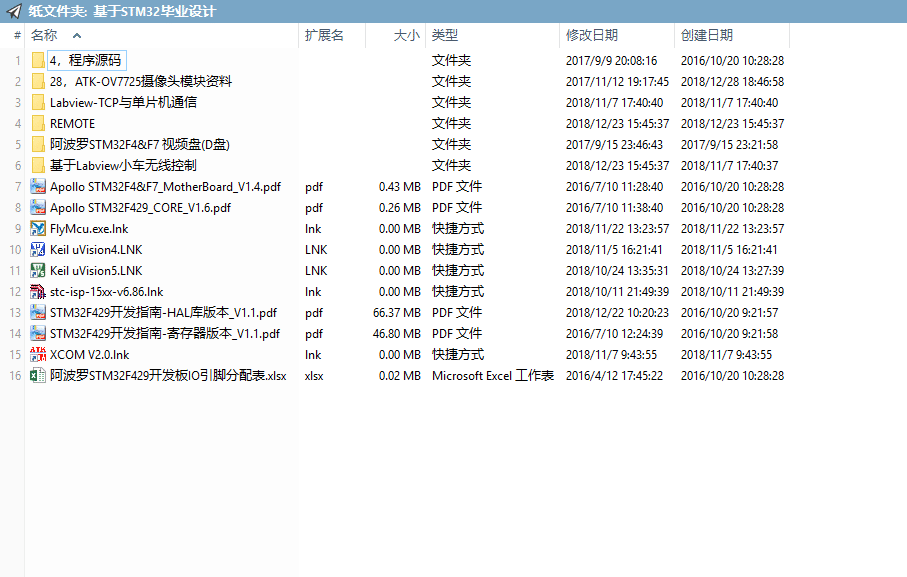 纸文件夹: 基于STM32毕业设计
# 名称 扩展名 大小 类型 修改日期 创建日期
1 4，程序源码 文件夹 2017/9/9 20:08:16 2016/10/20 10:28:28
2 28，ATK-OV7725摄像头模块资料 文件夹 2017/11/12 19:17:45 2018/12/28 18:46:58
3 Labview-TCP与单片机通信 文件夹 2018/11/7 17:40:40 2018/11/7 17:40:40
4 REMOTE 文件夹 2018/12/23 15:45:37 2018/12/23 15:45:37
5 阿波罗STM32F4&F7 视频盘(D盘) 文件夹 2017/9/15 23:46:43 2017/9/15 23:21:58
6 基于Labview小车无线控制 文件夹 2018/12/23 15:45:37 2018/11/7 17:40:37
7 Apollo STM32F4&F7_MotherBoard_V1.4.pdf pdf 0.43 MB PDF 文件 2016/7/10 11:28:40 2016/10/20 10:28:28
8 Apollo STM32F429_CORE_V1.6.pdf pdf 0.26 MB PDF 文件 2016/7/10 11:38:40 2016/10/20 10:28:28
9 FlyMcu.exe.lnk lnk 0.00 MB 快捷方式 2018/11/22 13:23:57 2018/11/22 13:23:57
10 Keil uVision4.LNK LNK 0.00 MB 快捷方式 2018/11/5 16:21:41 2018/11/5 16:21:41
11 Keil uVision5.LNK LNK 0.00 MB 快捷方式 2018/10/24 13:35:31 2018/10/24 13:27:39
12 stc-isp-15xx-v6.86.lnk lnk 0.00 MB 快捷方式 2018/10/11 21:49:39 2018/10/11 21:49:39
13 STM32F429开发指南-HAL库版本_V1.1.pdf pdf 66.37 MB PDF 文件 2018/12/22 10:20:23 2016/10/20 9:21:57
14 STM32F429开发指南-寄存器版本_V1.1.pdf pdf 46.80 MB PDF 文件 2016/7/10 12:24:39 2016/10/20 9:21:58
15 XCOM V2.0.lnk lnk 0.00 MB 快捷方式 2018/11/7 9:43:55 2018/11/7 9:43:55
16 阿波罗STM32F429开发板IO引脚分配表.xlsx xlsx 0.02 MB Microsoft Excel 工作表 2016/4/12 17:45:22 2016/10/20 10:28:28